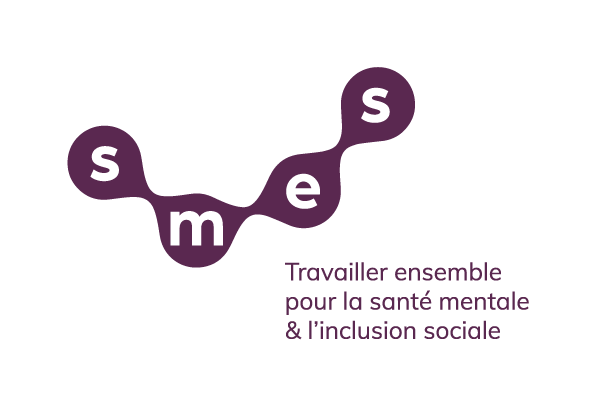 smes
Travailler ensemble
pour la santé mentale
& l’inclusion sociale